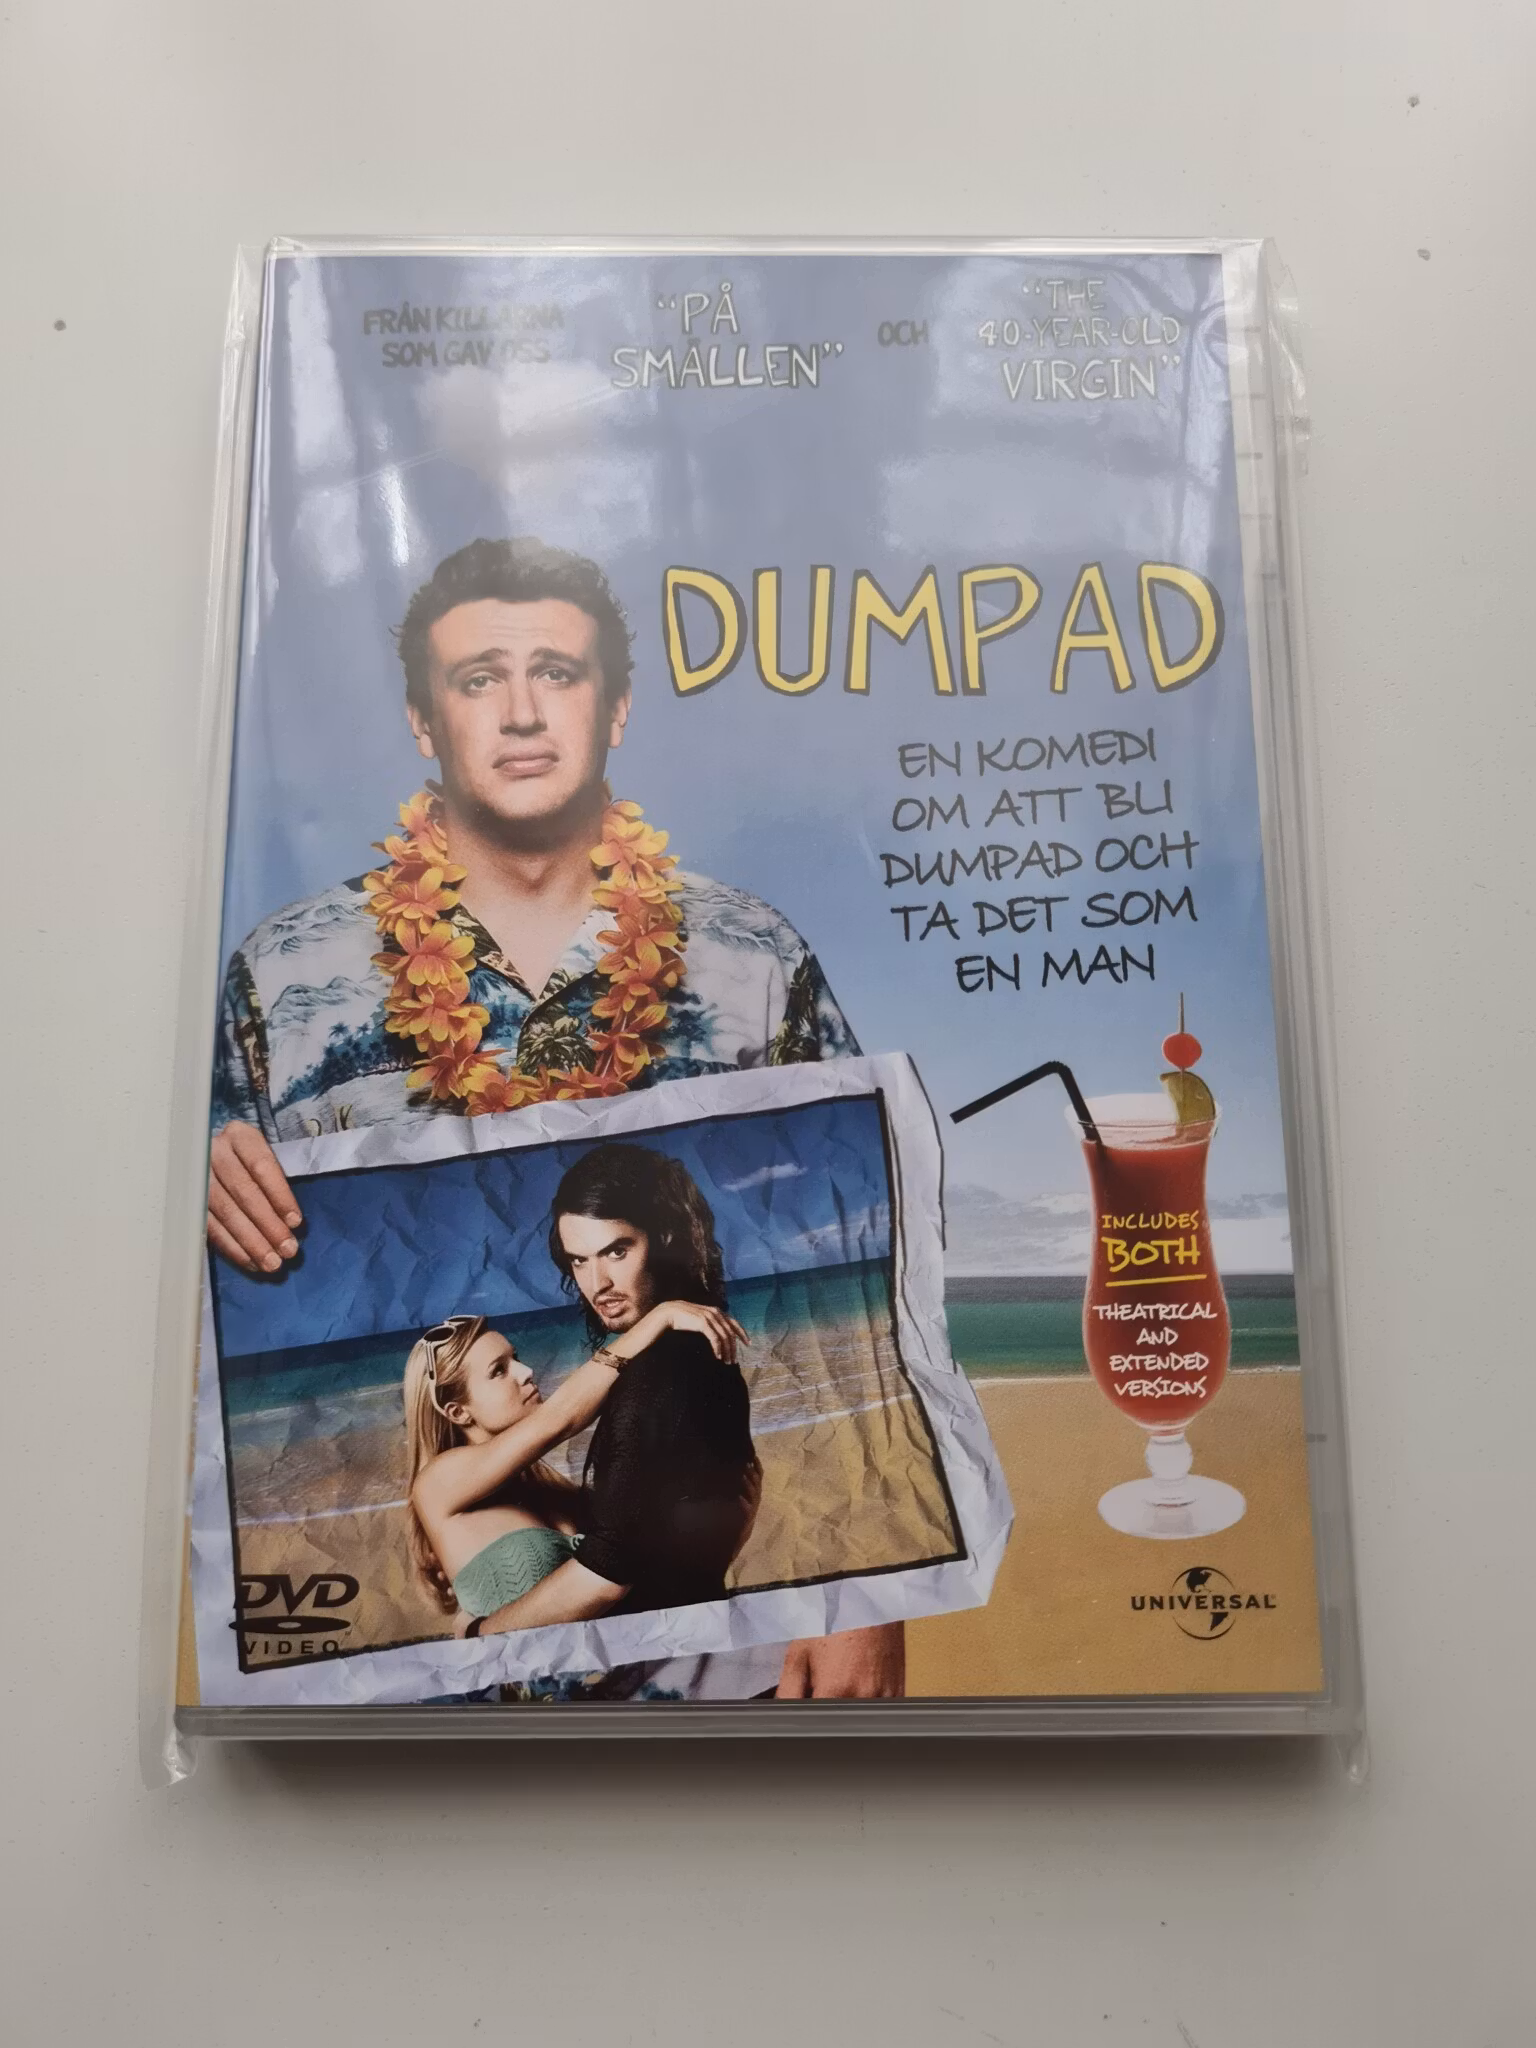 FRÅN KILLARNA
SOM GAV OSS
"PÅ
SMÄLLEN"
OCH
"THE
40-YEAR-OLD
VIRGIN"
DUMPAD
EN KOMEDI
OM ATT BLI
DUMPAD OCH
TA DET SOM
EN MAN
INCLUDES
BOTH
THEATRICAL
AND
EXTENDED
VERSIONS
DVD
VIDEO
UNIVERSAL